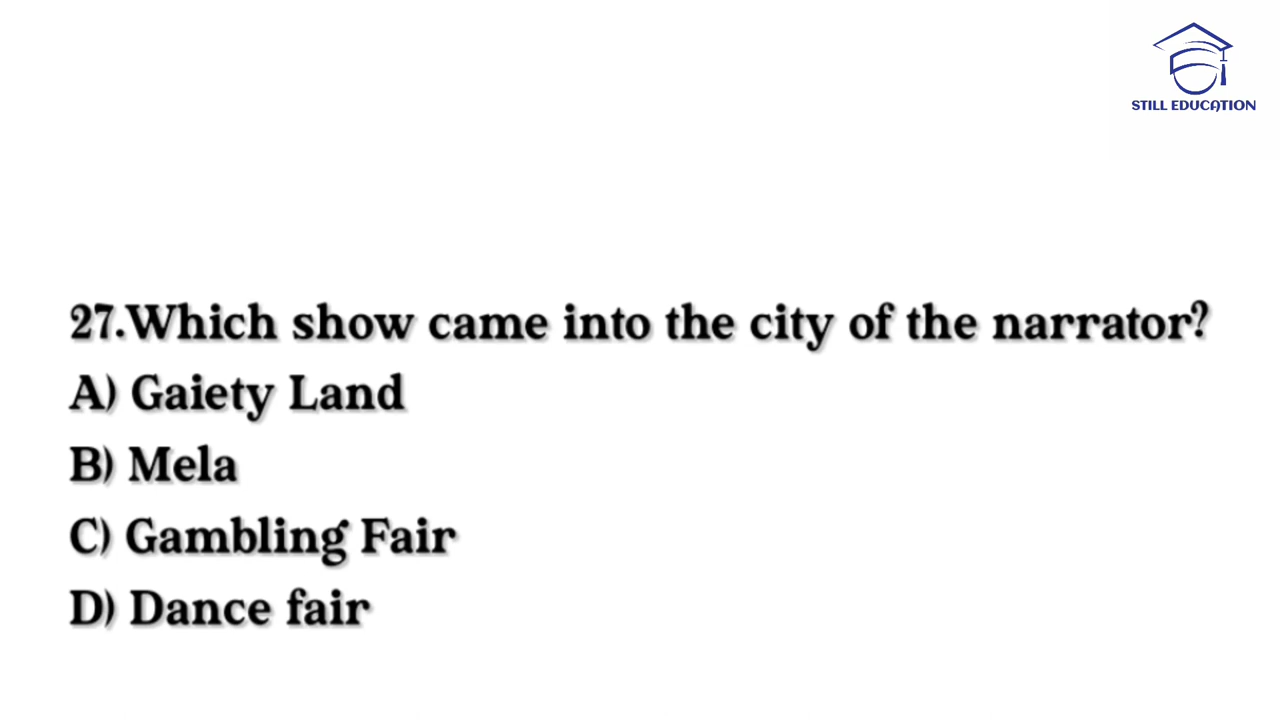 STILL EDUCATION
27.Which show came into the city of the narrator?
A) Gaiety Land
B) Mela
C) Gambling Fair
D) Dance fair